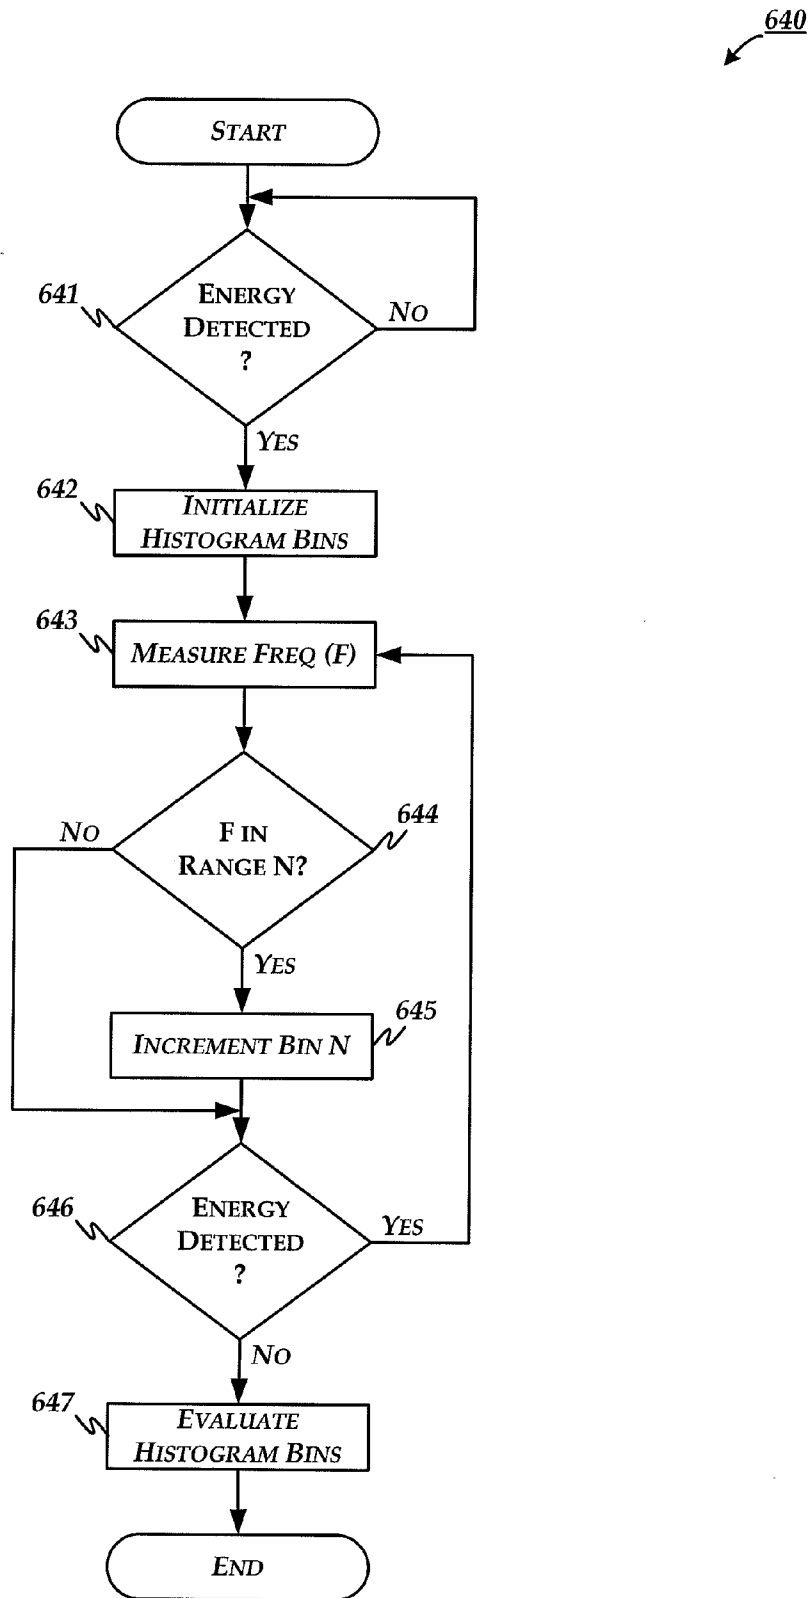 640
START
641
ENERGY
DETECTED
?
NO
YES
642
INITIALIZE
HISTOGRAM BINS
643
MEASURE FREQ (F)
NO
F IN
RANGE N?
644
YES
645
INCREMENT BIN N
646
ENERGY
DETECTED
?
YES
NO
647
EVALUATE
HISTOGRAM BINS
END